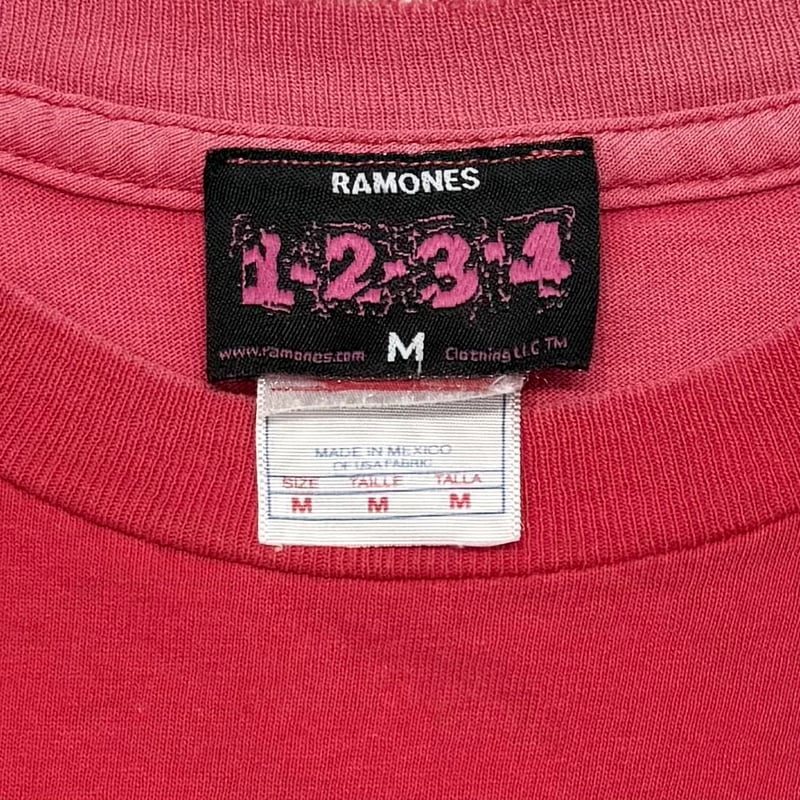 RAMONES
1-2-3-4
www.ramones.com M Clothing LLC TM
MADE IN MEXICO
OF USA FABRIC
SIZE TAILLE TALLA
M M M